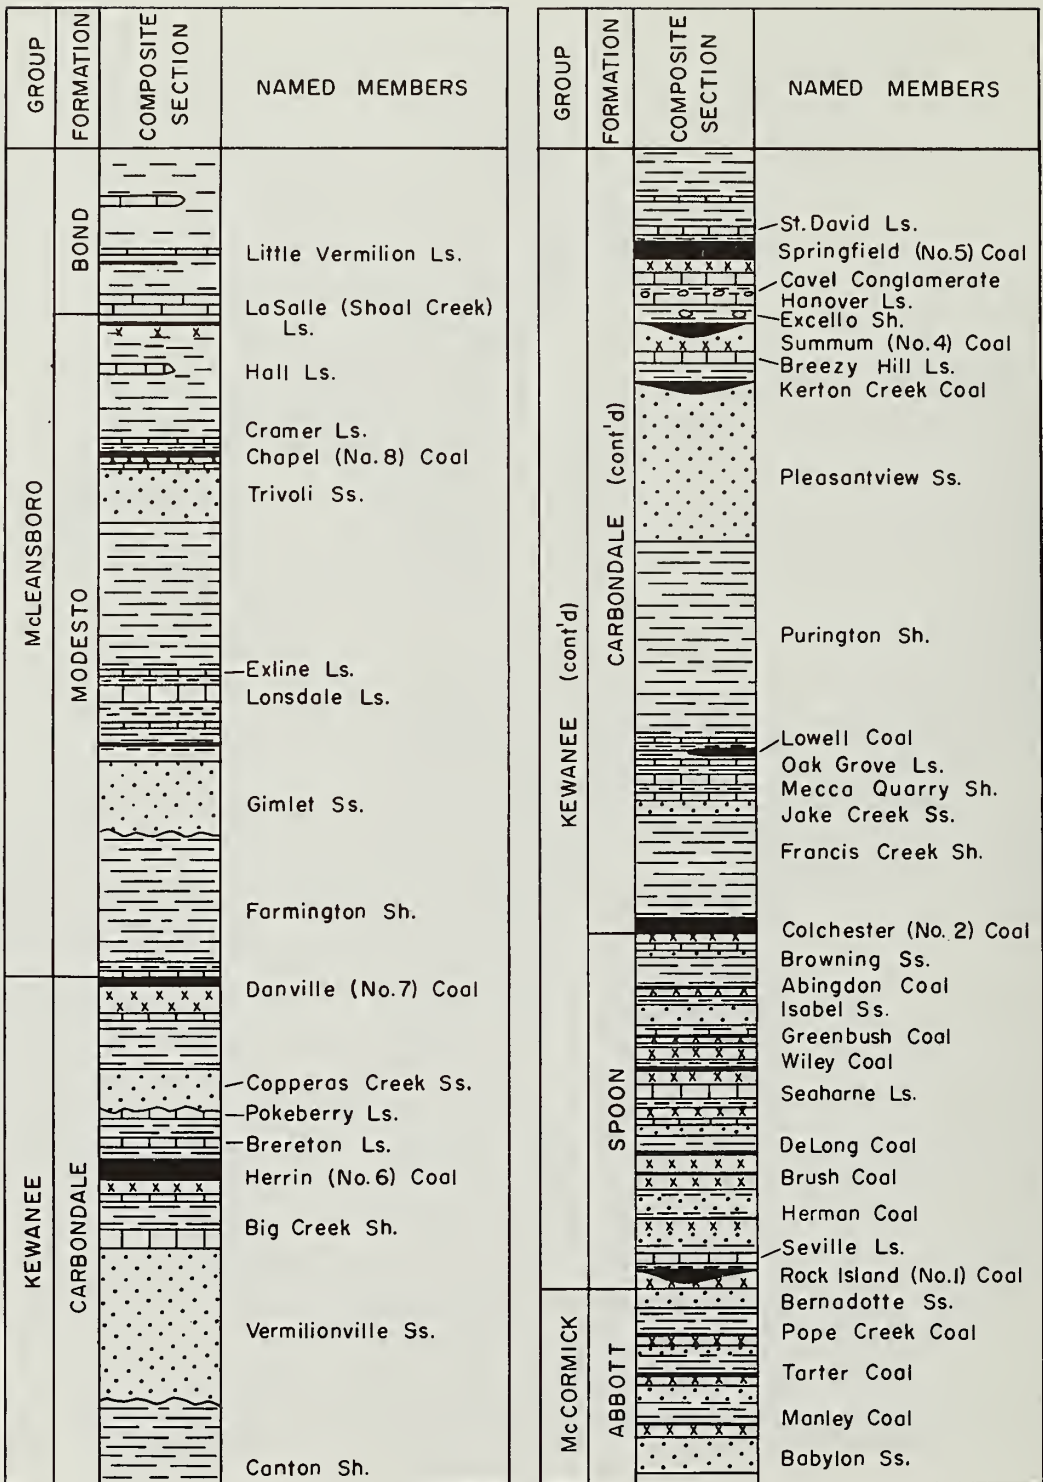 GROUP
FORMATION
COMPOSITE
SECTION
NAMED MEMBERS
McLEANSBORO
BOND
MODESTO
KEWANEE
CARBONDALE
Little Vermilion Ls.
LaSalle (Shoal Creek)
Ls.
Hall Ls.
Cramer Ls.
Chapel (No. 8) Coal
Trivoli Ss.
Exline Ls.
Lonsdale Ls.
Gimlet Ss.
Farmington Sh.
Danville (No. 7) Coal
Copperas Creek Ss.
Pokeberry Ls.
Brereton Ls.
Herrin (No. 6) Coal
Big Creek Sh.
Vermilionville Ss.
Canton Sh.
GROUP
FORMATION
COMPOSITE
SECTION
NAMED MEMBERS
KEWANEE (cont'd)
CARBONDALE (cont'd)
SPOON
McCORMICK
ABBOTT
St. David Ls.
Springfield (No. 5) Coal
Cavel Conglomerate
Hanover Ls.
Excello Sh.
Summum (No. 4) Coal
Breezy Hill Ls.
Kerton Creek Coal
Pleasantview Ss.
Purington Sh.
Lowell Coal
Oak Grove Ls.
Mecca Quarry Sh.
Jake Creek Ss.
Francis Creek Sh.
Colchester (No. 2) Coal
Browning Ss.
Abingdon Coal
Isabel Ss.
Greenbush Coal
Wiley Coal
Seahorne Ls.
DeLong Coal
Brush Coal
Herman Coal
Seville Ls.
Rock Island (No. 1) Coal
Bernadotte Ss.
Pope Creek Coal
Tarter Coal
Manley Coal
Babylon Ss.